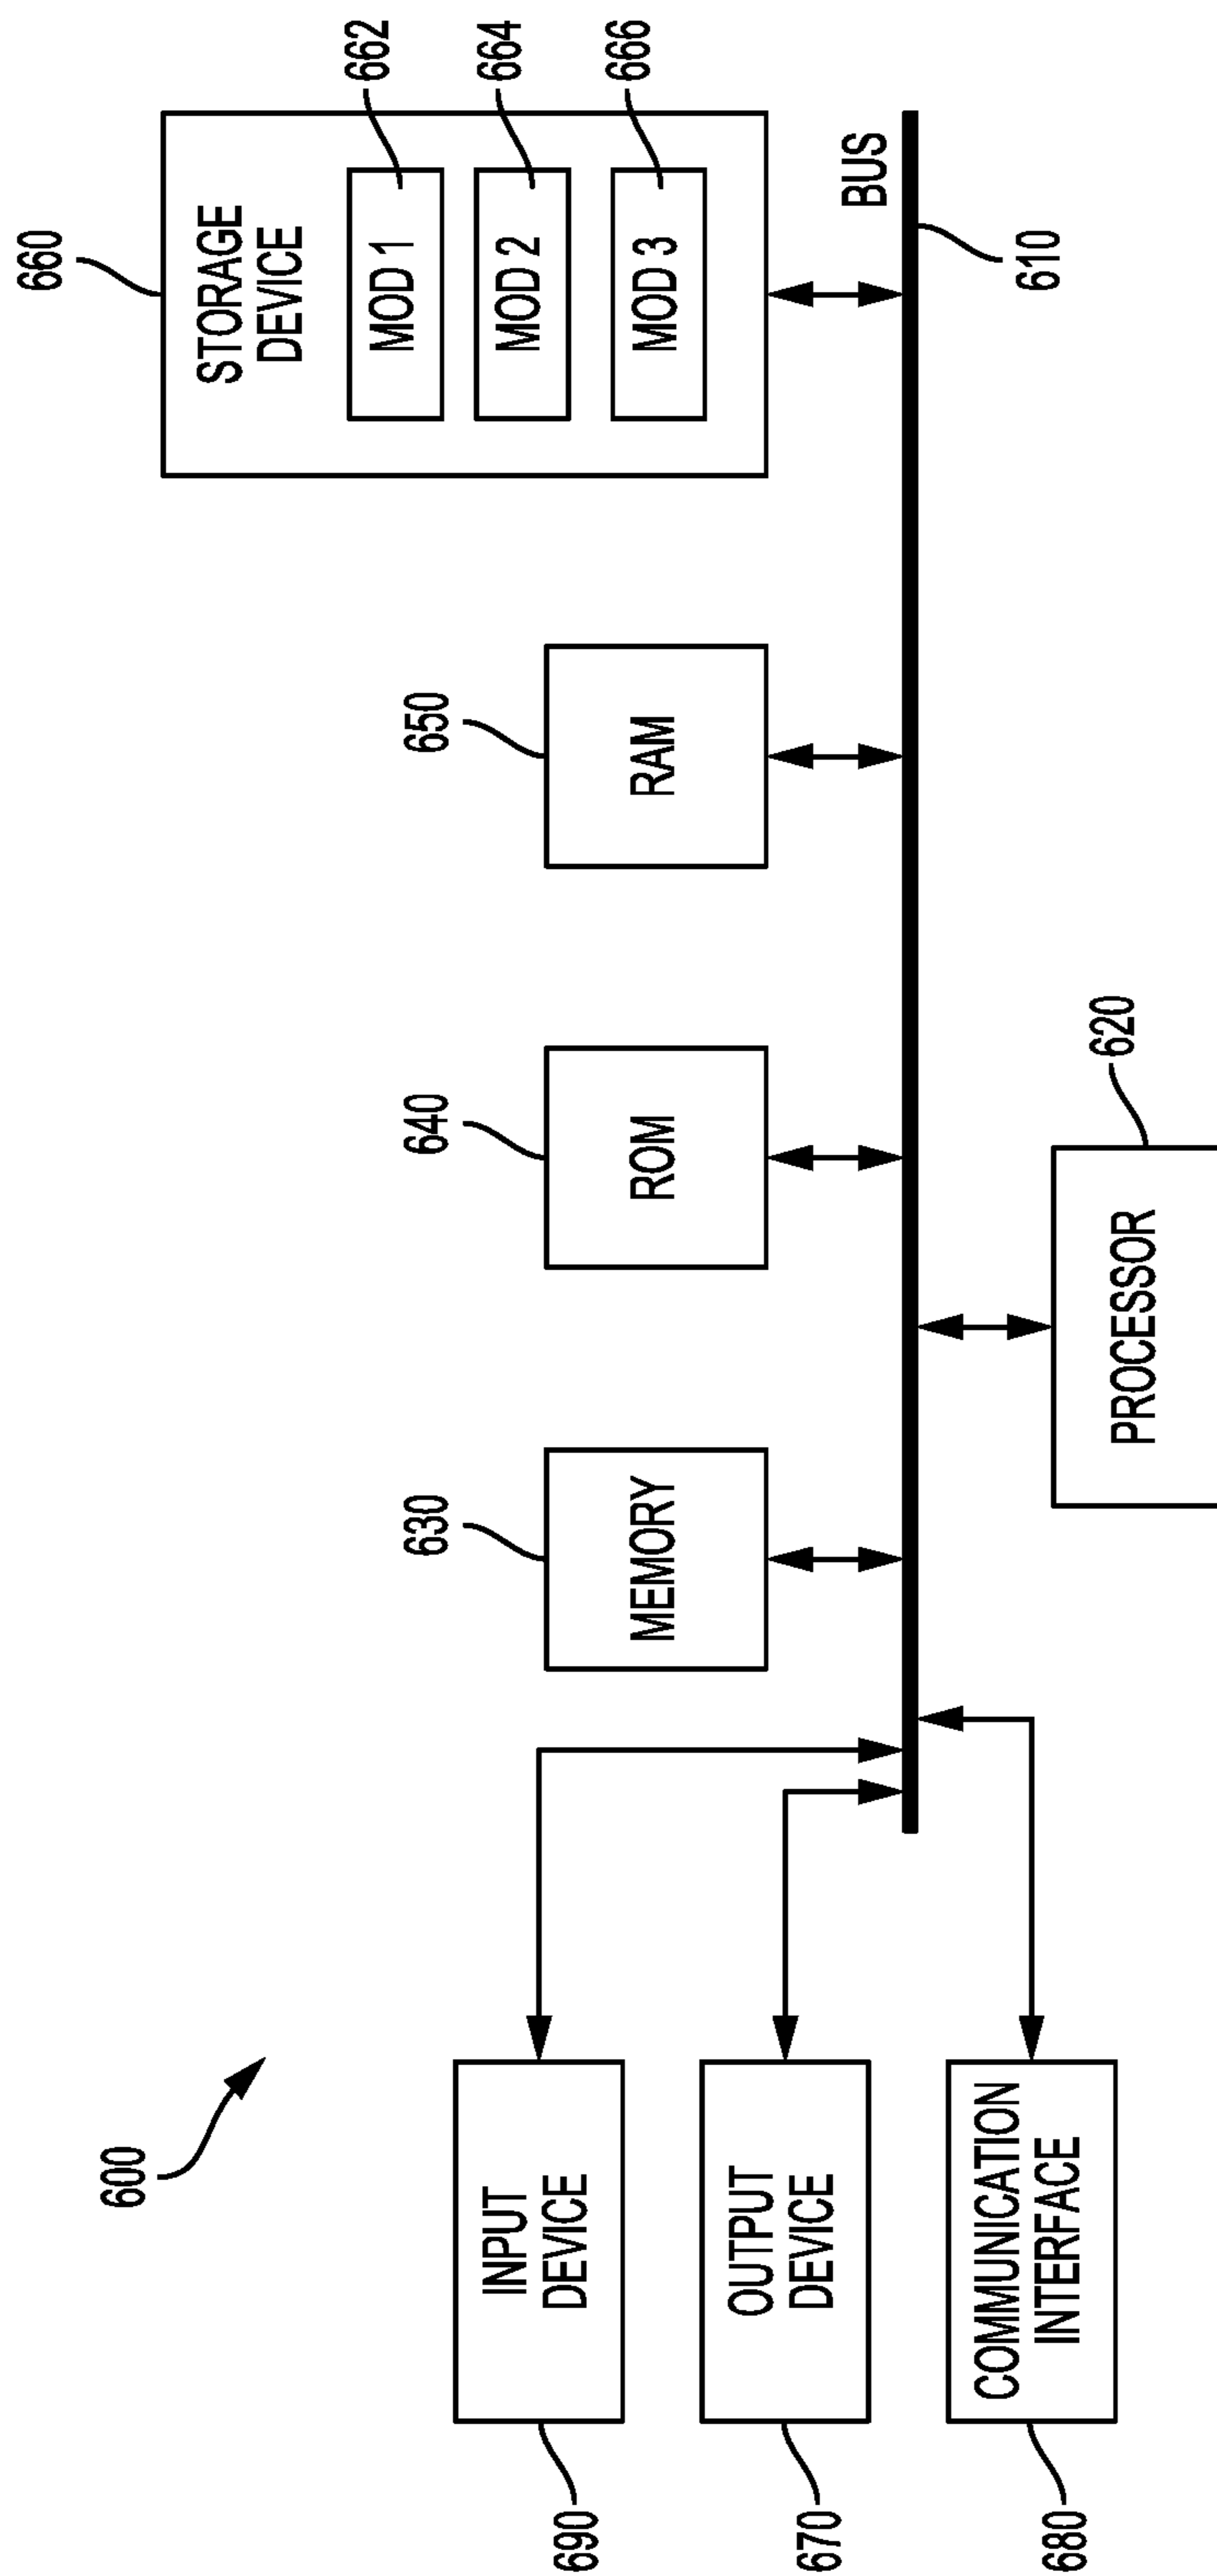 600
690
INPUT
DEVICE
670
OUTPUT
DEVICE
680
COMMUNICATION
INTERFACE
630
MEMORY
640
ROM
650
RAM
660
STORAGE
DEVICE
MOD 1
662
MOD 2
664
MOD 3
666
BUS
610
PROCESSOR
620